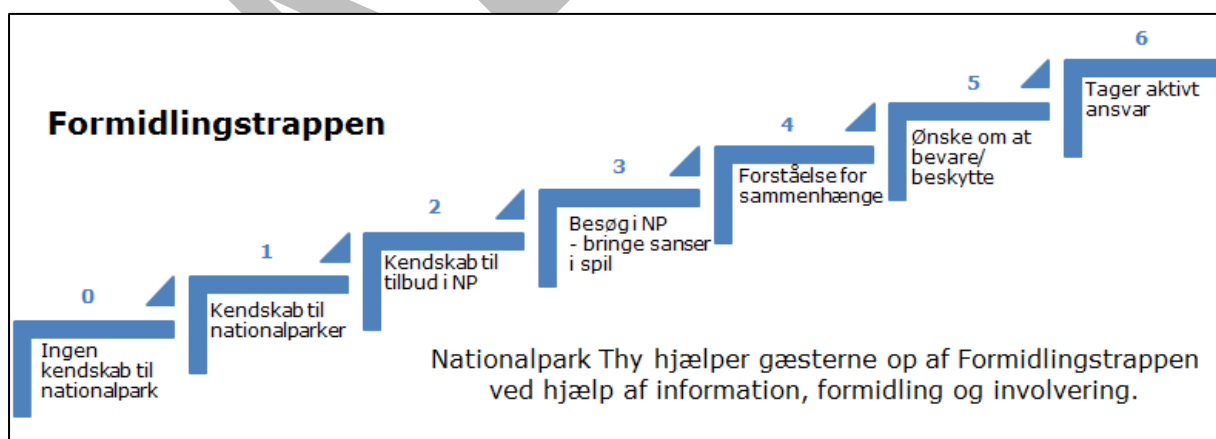 Formidlingstrappen
0
Ingen
kendskab til
nationalpark
1
Kendskab til
nationalparker
2
Kendskab til
tilbud i NP
3
Besøg i NP
- bringe sanser
i spil
4
Forståelse for
sammenhænge
5
Ønske om at
bevare/
beskytte
6
Tager aktivt
ansvar
Nationalpark Thy hjælper gæsterne op af Formidlingstrappen
ved hjælp af information, formidling og involvering.